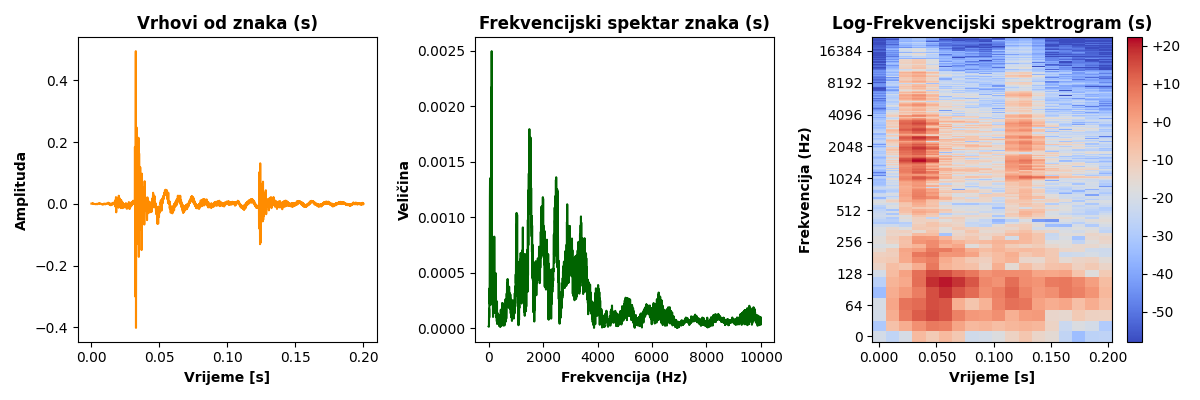 Vrhovi od znaka (s)
Amplituda
0.4
0.2
0.0
−0.2
−0.4
0.00 0.05 0.10 0.15 0.20
Vrijeme [s]
Frekvencijski spektar znaka (s)
Veličina
0.0025
0.0020
0.0015
0.0010
0.0005
0.0000
0 2000 4000 6000 8000 10000
Frekvencija (Hz)
Log-Frekvencijski spektrogram (s)
Frekvencija (Hz)
16384
8192
4096
2048
1024
512
256
128
64
0
0.000 0.050 0.100 0.150 0.200
Vrijeme [s]
+20
+10
+0
-10
-20
-30
-40
-50